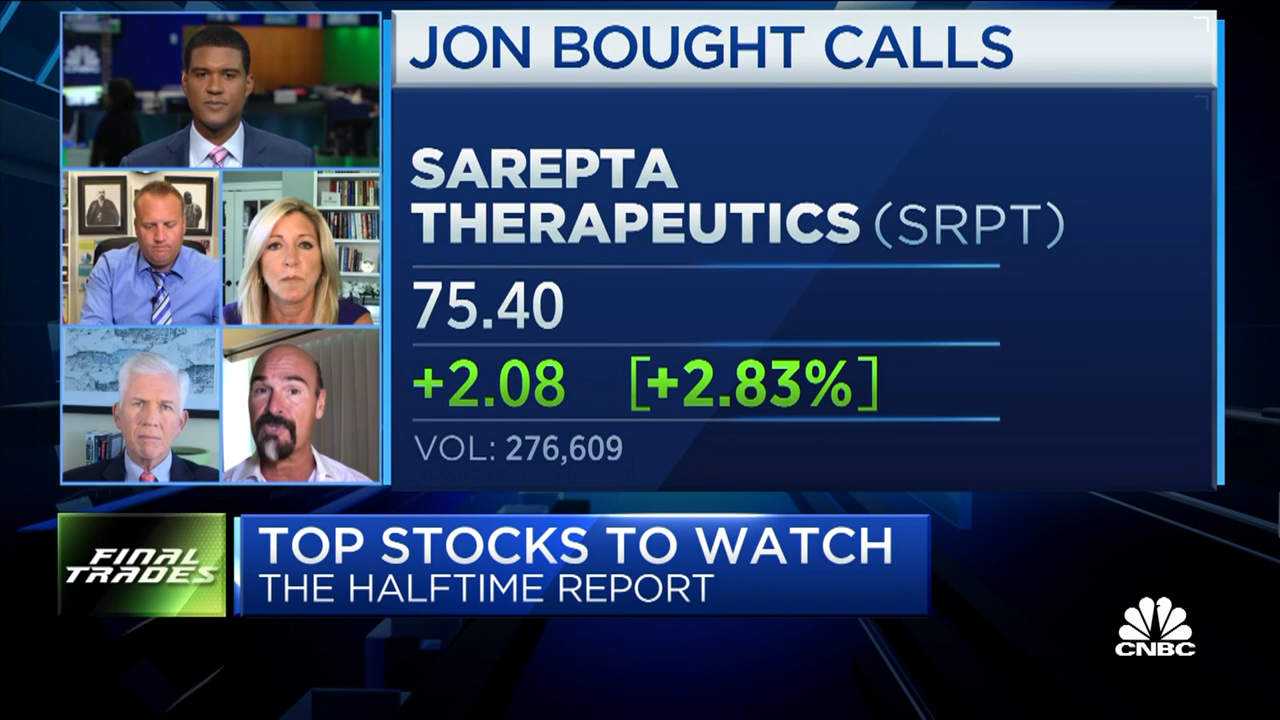 JON BOUGHT CALLS
SAREPTA
THERAPEUTICS (SRPT)
75.40
+2.08 [+2.83%]
VOL: 276,609
FINAL
TRADES
TOP STOCKS TO WATCH
THE HALFTIME REPORT
CNBC